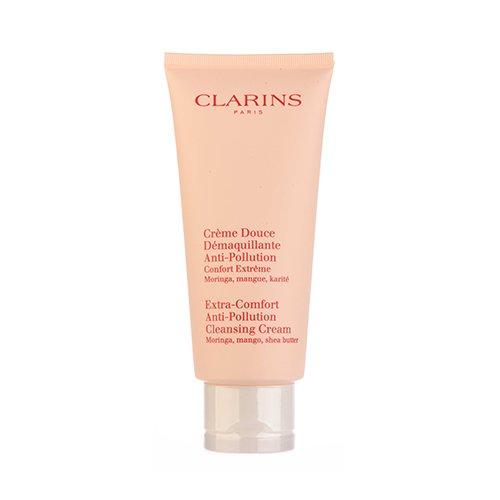 CLARINS
PARIS
Crème Douce
Démaquillante
Anti-Pollution
Confort Extrême
Moringa, mangue, karité
Extra-Comfort
Anti-Pollution
Cleansing Cream
Moringa, mango, shea butter